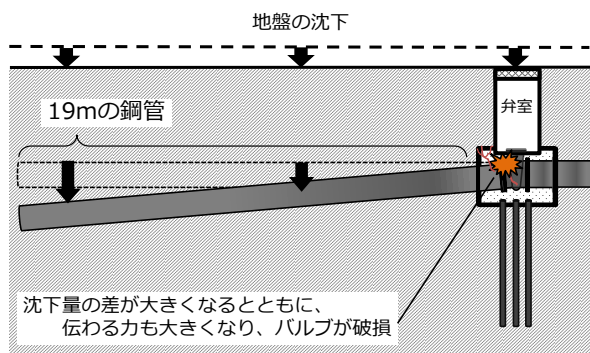 地盤の沈下
弁室
19mの鋼管
沈下量の差が大きくなるとともに、
伝わる力も大きくなり、バルブが破損